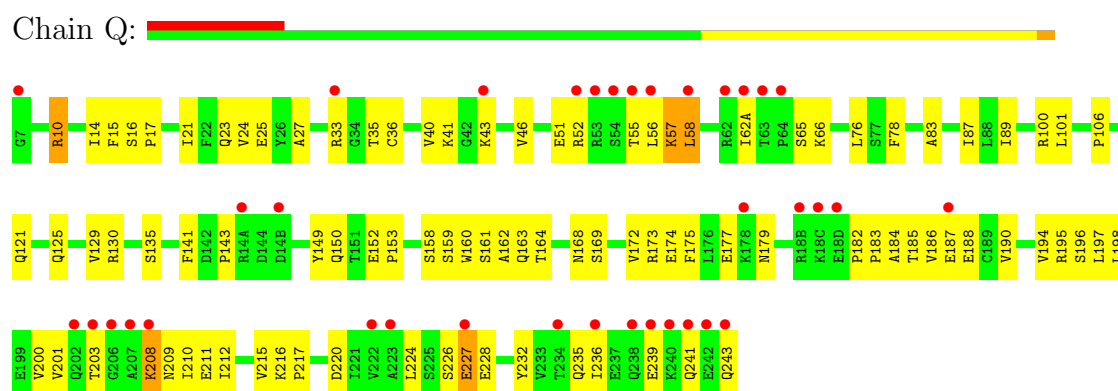 Chain Q:
G7 R10 I14 F15 S16 P17 I21 F22 Q23 V24 E25 Y26 A27 R33 G34 T35 C36 V40 K41 G42 K43 V46 E51 R52 R53 S54 T55 L56 K57 L58 R62 I62A T63 P64 S65 K66 L76 S77 F78 A83 I87 L88 I89 R100 L101 P106
Q121 Q125 V129 R130 S135 F141 D142 P143 R14A D144 D14B Y149 Q150 T151 E152 P153 S158 S159 W160 S161 A162 Q163 T164 N168 S169 V172 R173 E174 F175 L176 E177 K178 N179 R18B K18C E18D P182 P183 A184 T185 V186 E187 E188 C189 V190 V194 R195 S196 L197 L198
E199 V200 V201 Q202 T203 G206 A207 K208 N209 I210 E211 I212 V215 K216 P217 D220 I221 V222 A223 L224 S225 S226 E227 E228 Y232 V233 T234 Q235 I236 E237 Q238 E239 K240 Q241 E242 Q243